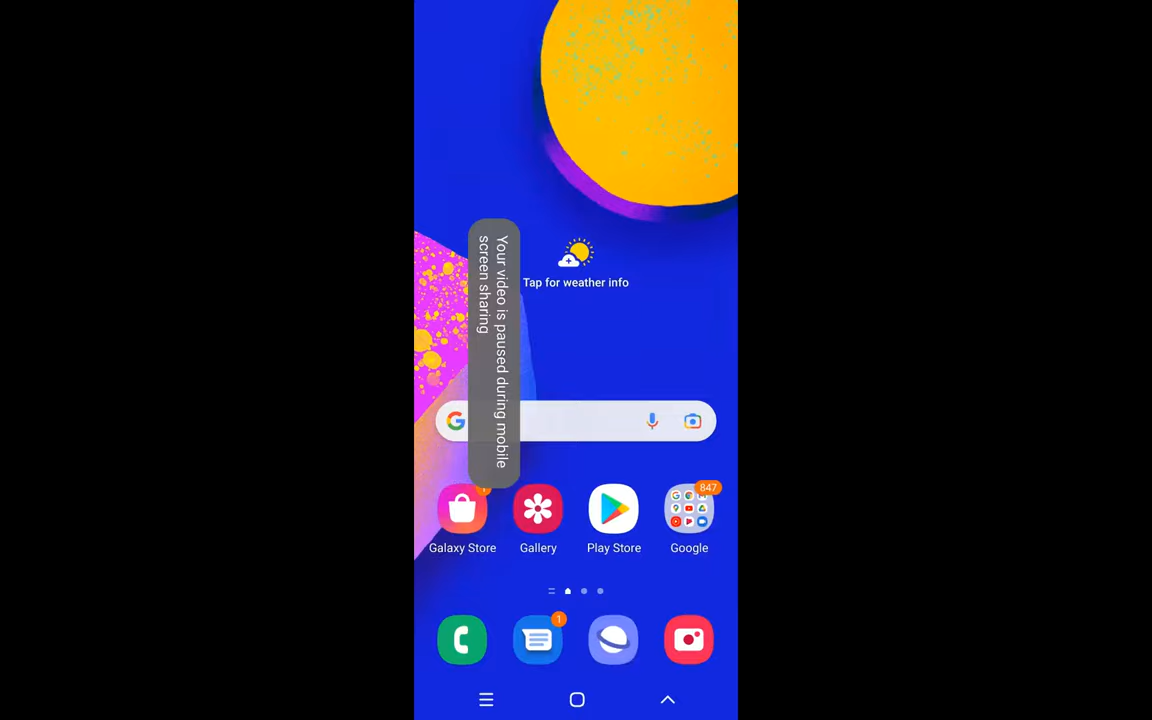 Your video is paused during mobile
screen sharing
Tap for weather info
847
Galaxy Store
Gallery
Play Store
Google
1